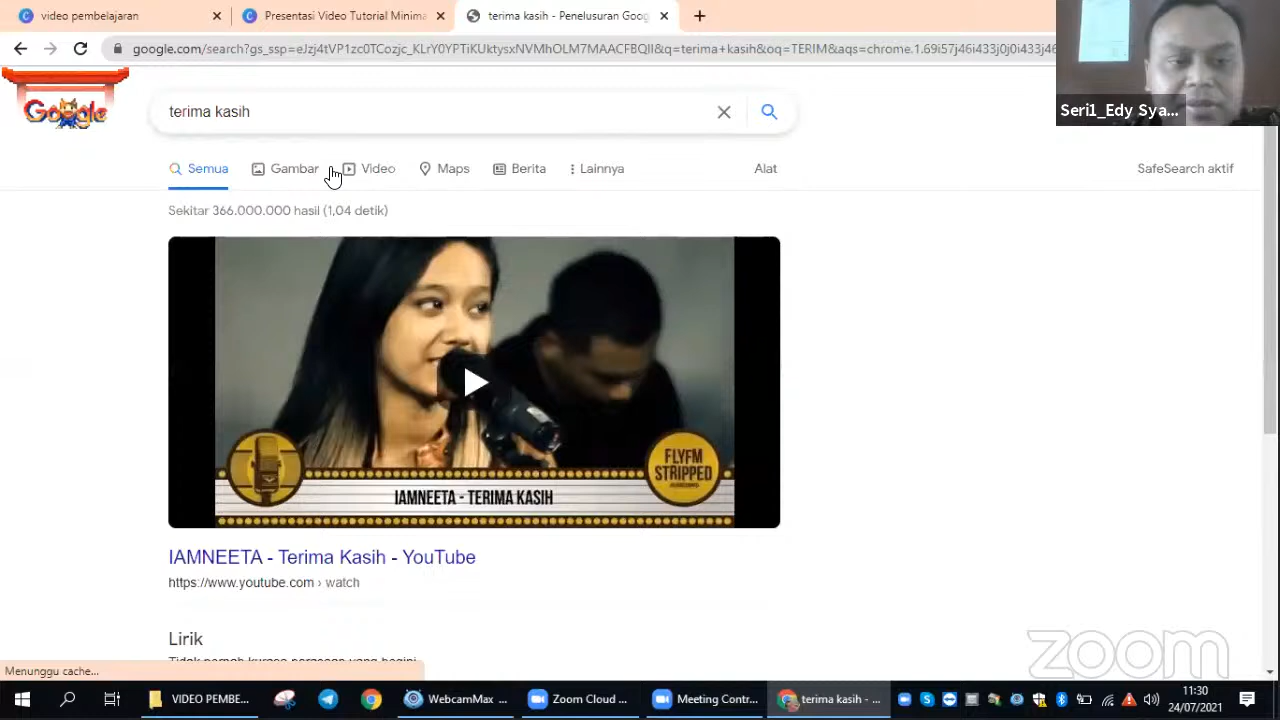 video pembelajaran
Presentasi Video Tutorial Minima
terima kasih - Penelusuran Goog
google.com/search?gs_ssp=eJzj4tVP1zc0TCozjc_KLrY0YPTiKUktysxNVMhOLM7MAACFBQII&q=terima+kasih&oq=TERIM&aqs=chrome.1.69i57j46i433j0j0i433j46
Google
terima kasih
Seri1_Edy Sya...
Semua
Gambar
Video
Maps
Berita
Lainnya
Alat
SafeSearch aktif
Sekitar 366.000.000 hasil (1,04 detik)
FLYFM
STRIPPED
IAMNEETA - TERIMA KASIH
IAMNEETA - Terima Kasih - YouTube
https://www.youtube.com › watch
Lirik
zoom
Menunggu cache...
VIDEO PEMBE...
WebcamMax ...
Zoom Cloud ...
Meeting Contr...
terima kasih - ...
11:30
24/07/2021